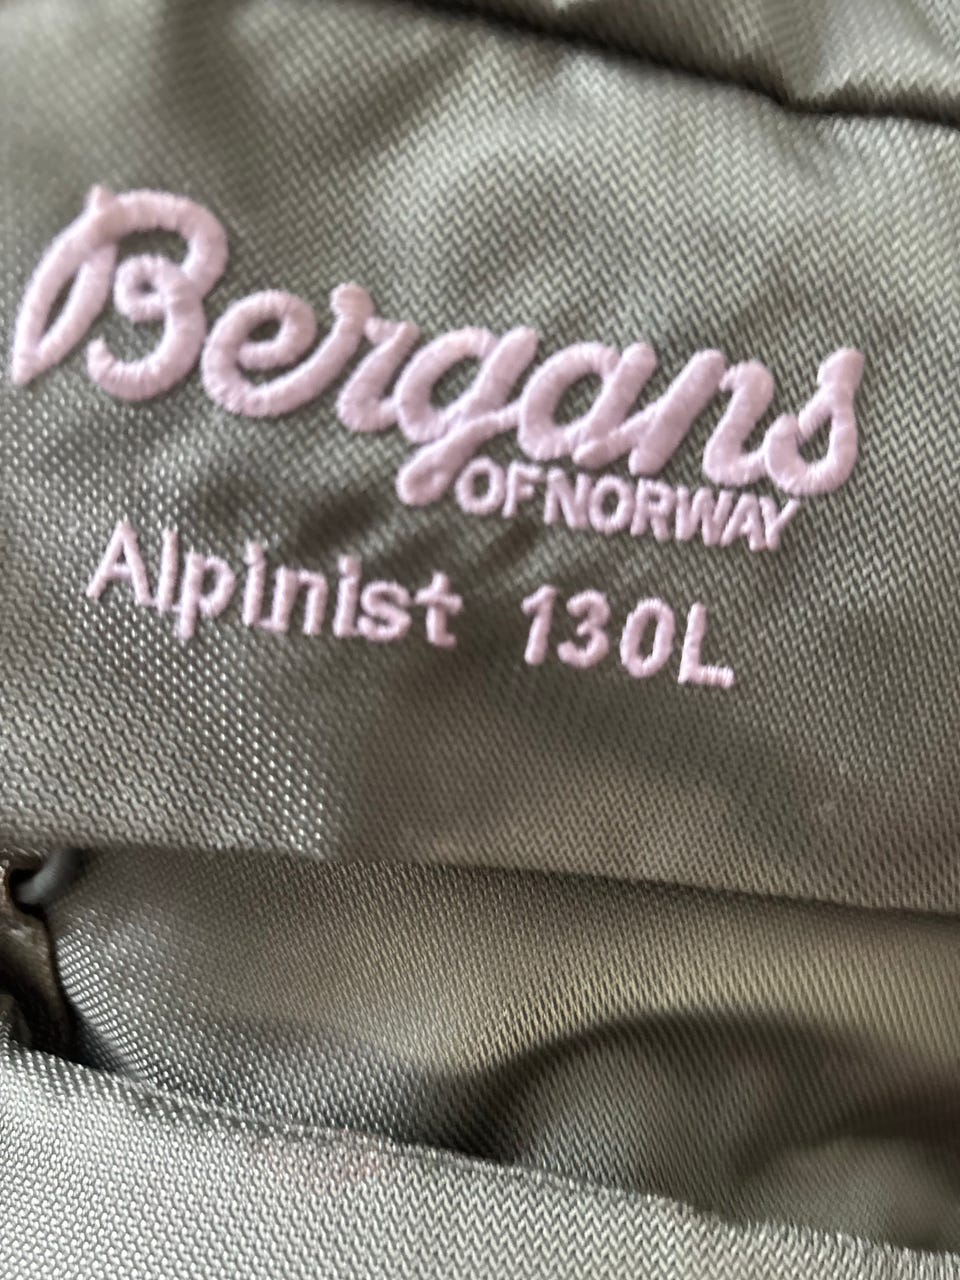 Bergans
OF NORWAY
Alpinist 130L